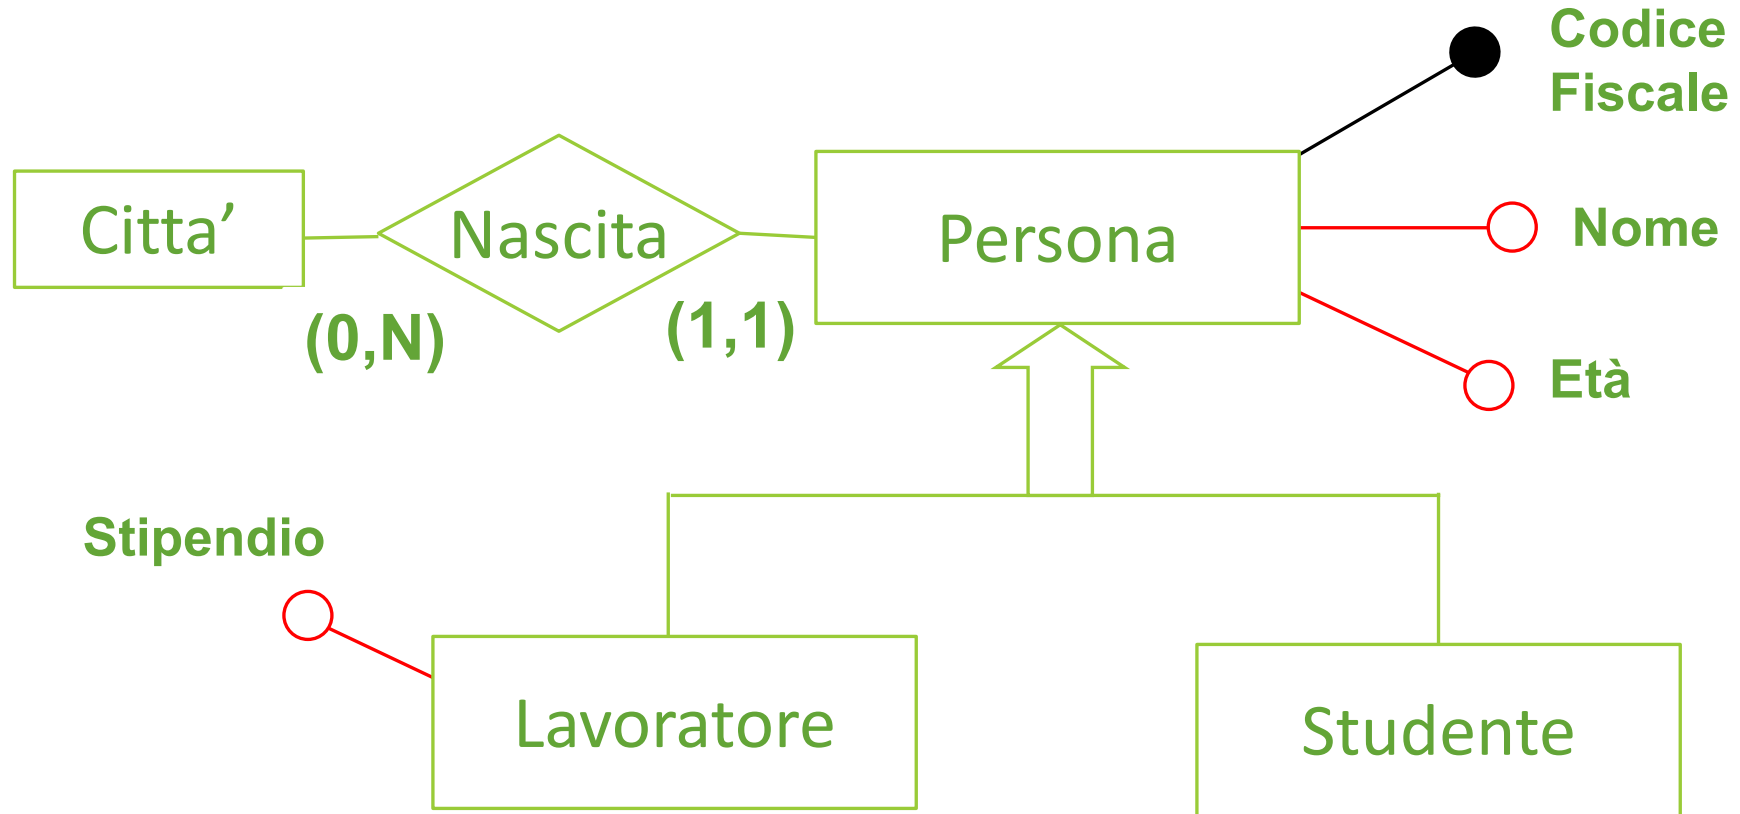 Codice
Fiscale
Citta’
Nascita
Persona
Nome
(0,N)
(1,1)
Età
Stipendio
Lavoratore
Studente